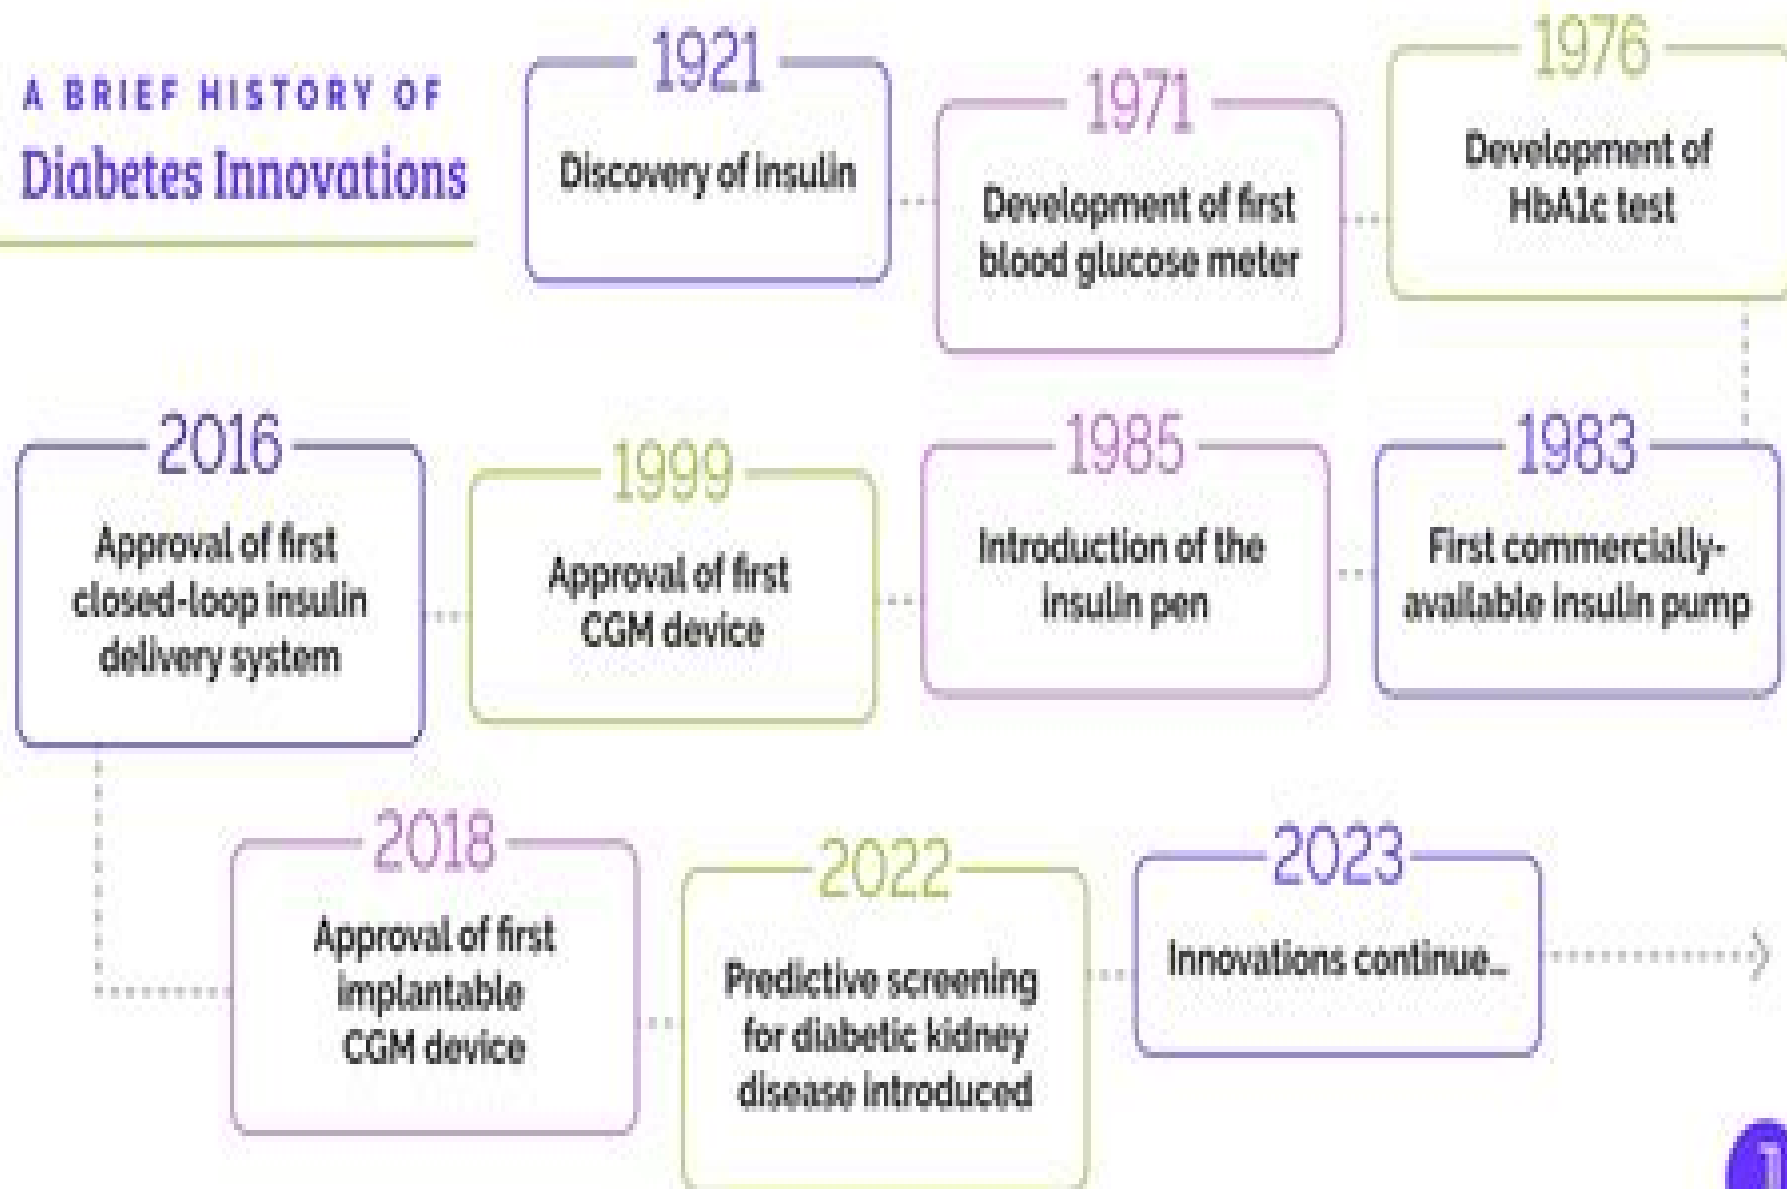 A BRIEF HISTORY OF
Diabetes Innovations
1921
Discovery of insulin
1971
Development of first
blood glucose meter
1976
Development of
HbA1c test
1983
First commercially-
available insulin pump
1985
Introduction of the
insulin pen
1999
Approval of first
CGM device
2016
Approval of first
closed-loop insulin
delivery system
2018
Approval of first
implantable
CGM device
2022
Predictive screening
for diabetic kidney
disease introduced
2023
Innovations continue...